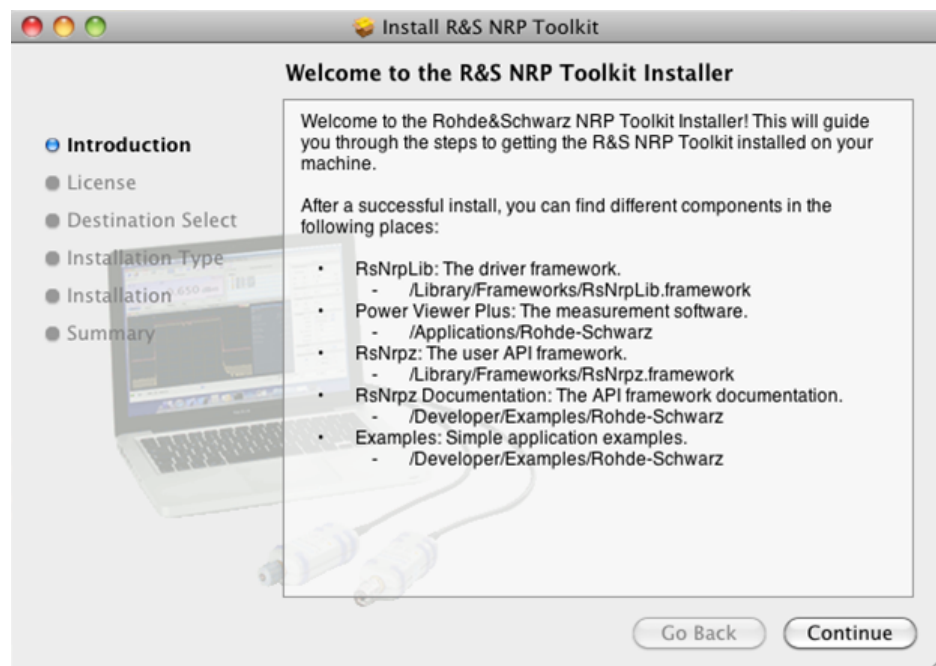 Install R&S NRP Toolkit
Welcome to the R&S NRP Toolkit Installer
Introduction
License
Destination Select
Installation Type
Installation
Summary
Welcome to the Rohde&Schwarz NRP Toolkit Installer! This will guide
you through the steps to getting the R&S NRP Toolkit installed on your
machine.
After a successful install, you can find different components in the
following places:
• RsNrpLib: The driver framework.
- /Library/Frameworks/RsNrpLib.framework
• Power Viewer Plus: The measurement software.
- /Applications/Rohde-Schwarz
• RsNrpz: The user API framework.
- /Library/Frameworks/RsNrpz.framework
• RsNrpz Documentation: The API framework documentation.
- /Developer/Examples/Rohde-Schwarz
• Examples: Simple application examples.
- /Developer/Examples/Rohde-Schwarz
Go Back
Continue